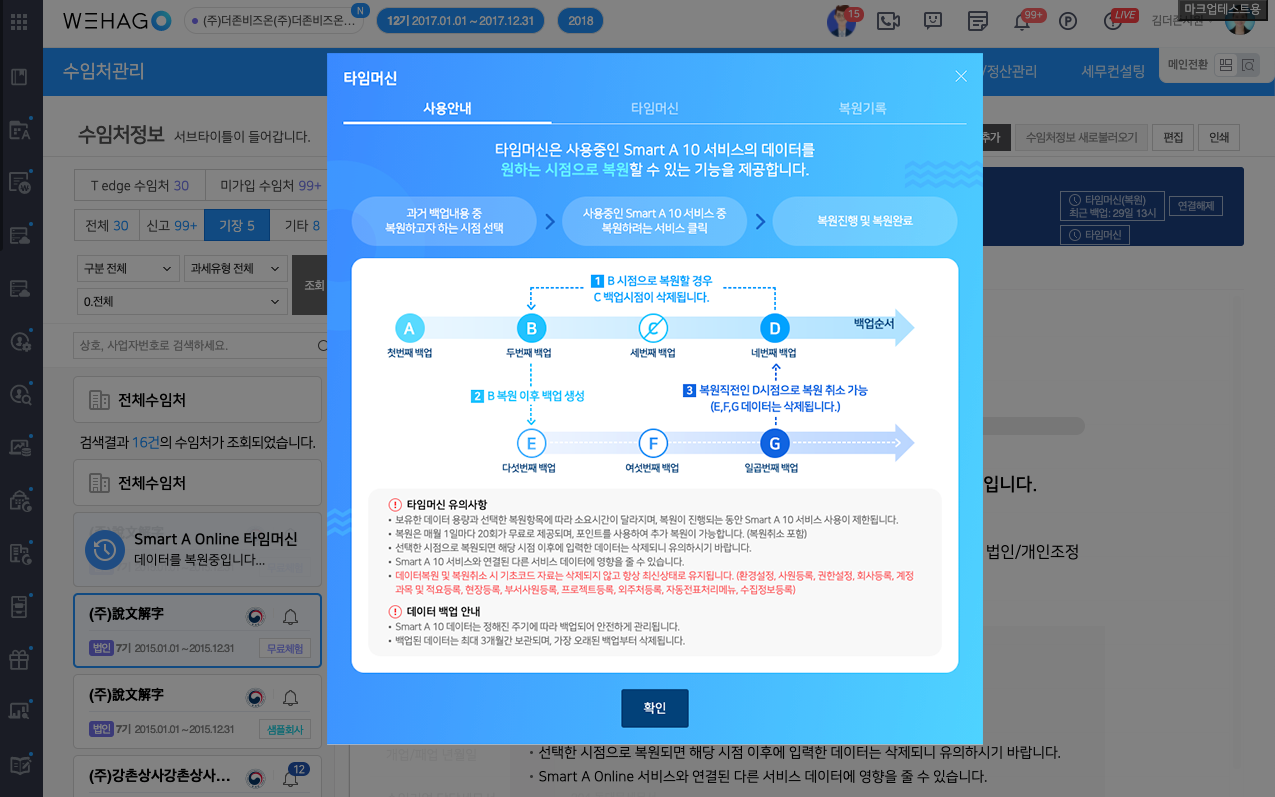 WEHAGO
(주)더존비즈온(주)더존비즈온...
N
12기 2017.01.01 ~ 2017.12.31
2018
15
99+
P
LIVE
마크업테스트용
수임처관리
/정산관리
세무컨설팅
메인전환
수임처정보 서브타이틀이 들어갑니다.
추가
수임처정보 새로불러오기
편집
인쇄
T edge 수임처 30
미가입 수임처 99+
전체 30
신고 99+
기장 5
기타 8
구분 전체
과세유형 전체
조회
0.전체
상호, 사업자번호로 검색하세요.
전체수임처
검색결과 16건의 수임처가 조회되었습니다.
전체수임처
Smart A Online 타임머신
데이터를 복원중입니다...
(주)說文解字
법인 7기 2015.01.01 ~2015.12.31
무료체험
(주)說文解字
법인 7기 2015.01.01 ~2015.12.31
샘플회사
(주)강촌상사강촌상사...
12
타임머신(복원)
최근 백업: 29일 13시
연결해제
타임머신
입니다.
법인/개인조정
타임머신
사용안내
타임머신
복원기록
타임머신은 사용중인 Smart A 10 서비스의 데이터를
원하는 시점으로 복원할 수 있는 기능을 제공합니다.
과거 백업내용 중
복원하고자 하는 시점 선택
사용중인 Smart A 10 서비스 중
복원하려는 서비스 클릭
복원진행 및 복원완료
1 B 시점으로 복원할 경우
C 백업시점이 삭제됩니다.
A
B
C
D
백업순서
첫번째 백업
두번째 백업
세번째 백업
네번째 백업
2 B 복원 이후 백업 생성
3 복원직전인 D시점으로 복원 취소 가능
(E,F,G 데이터는 삭제됩니다.)
E
F
G
다섯번째 백업
여섯번째 백업
일곱번째 백업
타임머신 유의사항
• 보유한 데이터 용량과 선택한 복원항목에 따라 소요시간이 달라지며, 복원이 진행되는 동안 Smart A 10 서비스 사용이 제한됩니다.
• 복원은 매월 1일마다 20회가 무료로 제공되며, 포인트를 사용하여 추가 복원이 가능합니다. (복원취소 포함)
• 선택한 시점으로 복원되면 해당 시점 이후에 입력한 데이터는 삭제되니 유의하시기 바랍니다.
• Smart A 10 서비스와 연결된 다른 서비스 데이터에 영향을 줄 수 있습니다.
• 데이터복원 및 복원취소 시 기초코드 자료는 삭제되지 않고 항상 최신상태로 유지됩니다. (환경설정, 사원등록, 권한설정, 회사등록, 계정
과목 및 적요등록, 현장등록, 부서사원등록, 프로젝트등록, 외주처등록, 자동전표처리메뉴, 수집정보등록)
데이터 백업 안내
• Smart A 10 데이터는 정해진 주기에 따라 백업되어 안전하게 관리됩니다.
• 백업된 데이터는 최대 3개월간 보관되며, 가장 오래된 백업부터 삭제됩니다.
확인
• 선택한 시점으로 복원되면 해당 시점 이후에 입력한 데이터는 삭제되니 유의하시기 바랍니다.
• Smart A Online 서비스와 연결된 다른 서비스 데이터에 영향을 줄 수 있습니다.